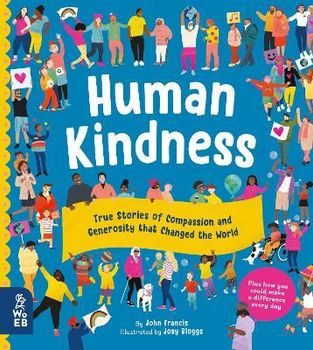 Human
Kindness
True Stories of Compassion and
Generosity that Changed the World
By John Francis
Illustrated by Josy Bloggs
Plus how you
could make
a difference
every day
W
EB